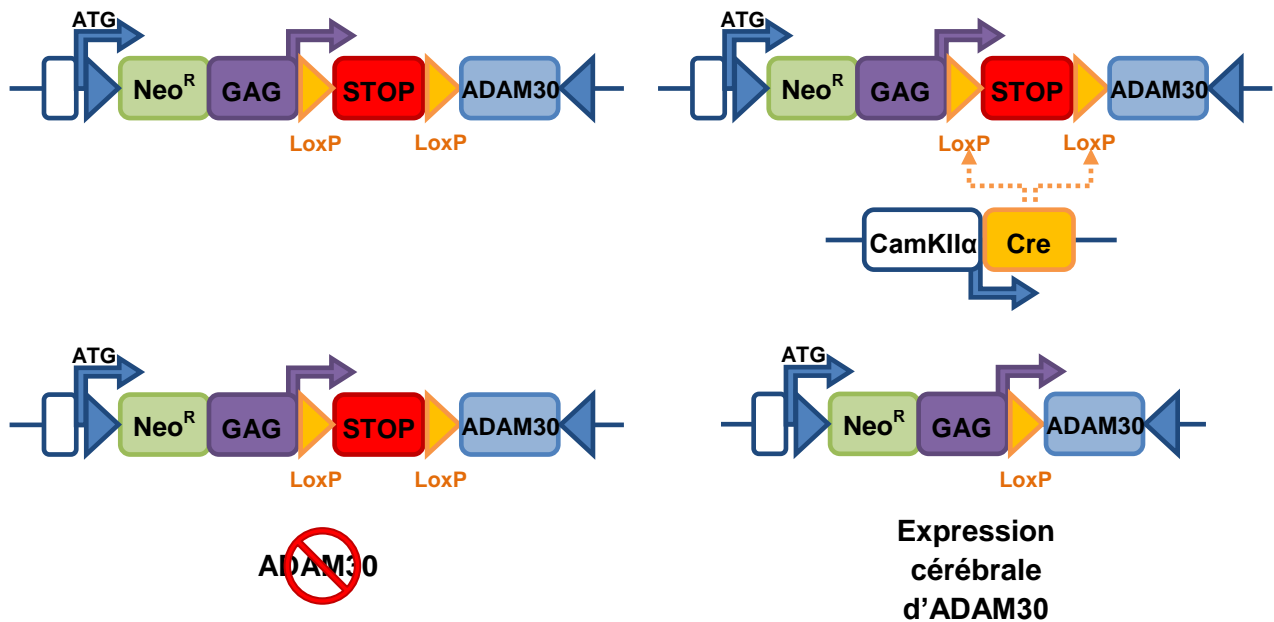 ATG
Neo^R GAG STOP ADAM30
LoxP LoxP
ATG
Neo^R GAG STOP ADAM30
LoxP LoxP
CamKIIα Cre
ATG
Neo^R GAG STOP ADAM30
LoxP LoxP
ADAM30
ATG
Neo^R GAG ADAM30
LoxP
Expression
cérébrale
d’ADAM30